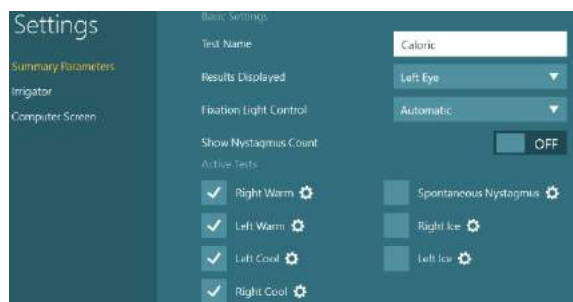 Settings
Summary Parameters
Irrigator
Computer Screen
Basic Settings
Test Name
Caloric
Results Displayed
Left Eye
Fixation Light Control
Automatic
Show Nystagmus Count
OFF
Active Tests
Right Warm
Spontaneous Nystagmus
Left Warm
Right Ice
Left Cool
Left Ice
Right Cool